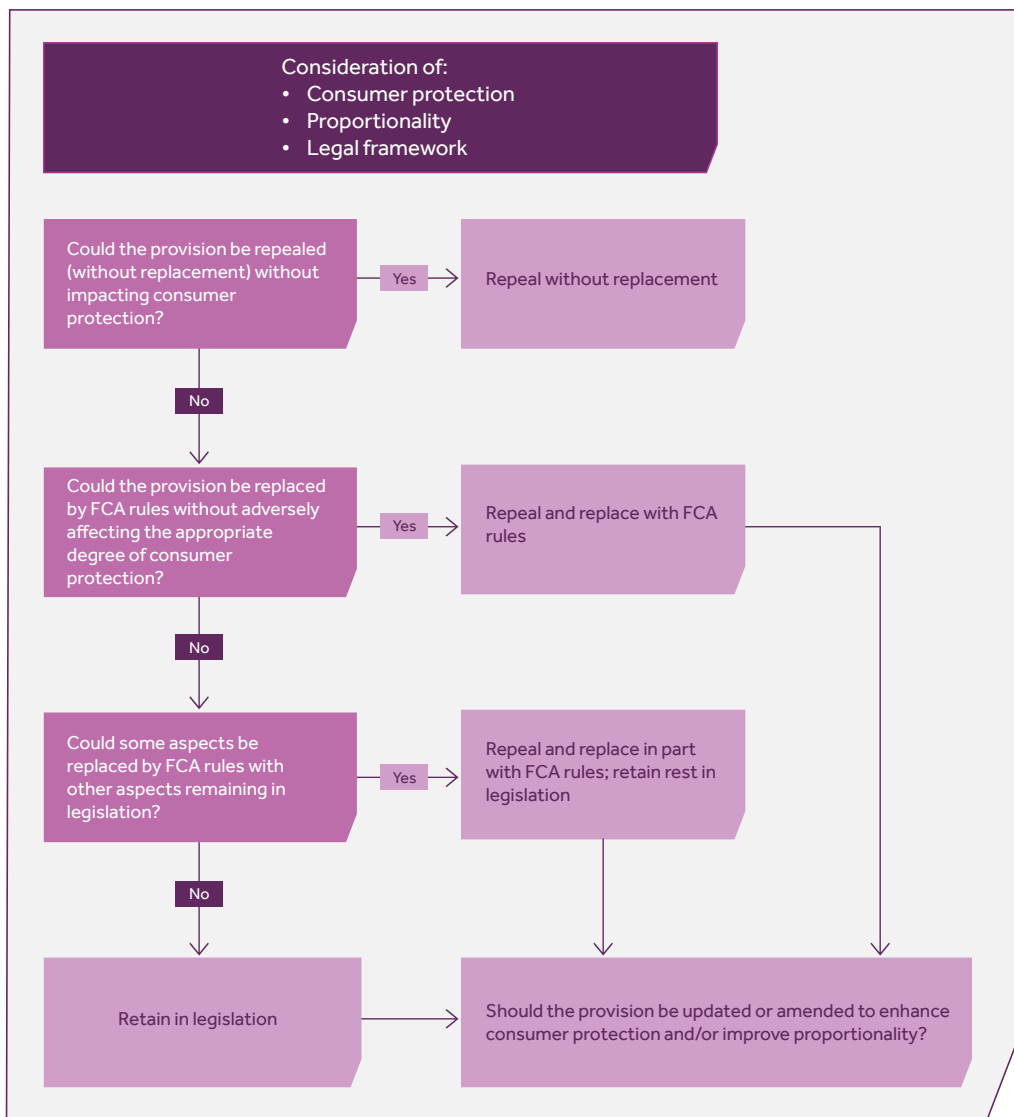 Consideration of:
• Consumer protection
• Proportionality
• Legal framework
Could the provision be repealed
(without replacement) without
impacting consumer
protection?
Yes
Repeal without replacement
No
Could the provision be replaced
by FCA rules without adversely
affecting the appropriate
degree of consumer
protection?
Yes
Repeal and replace with FCA
rules
No
Could some aspects be
replaced by FCA rules with
other aspects remaining in
legislation?
Yes
Repeal and replace in part
with FCA rules; retain rest in
legislation
No
Retain in legislation
Should the provision be updated or amended to enhance
consumer protection and/or improve proportionality?